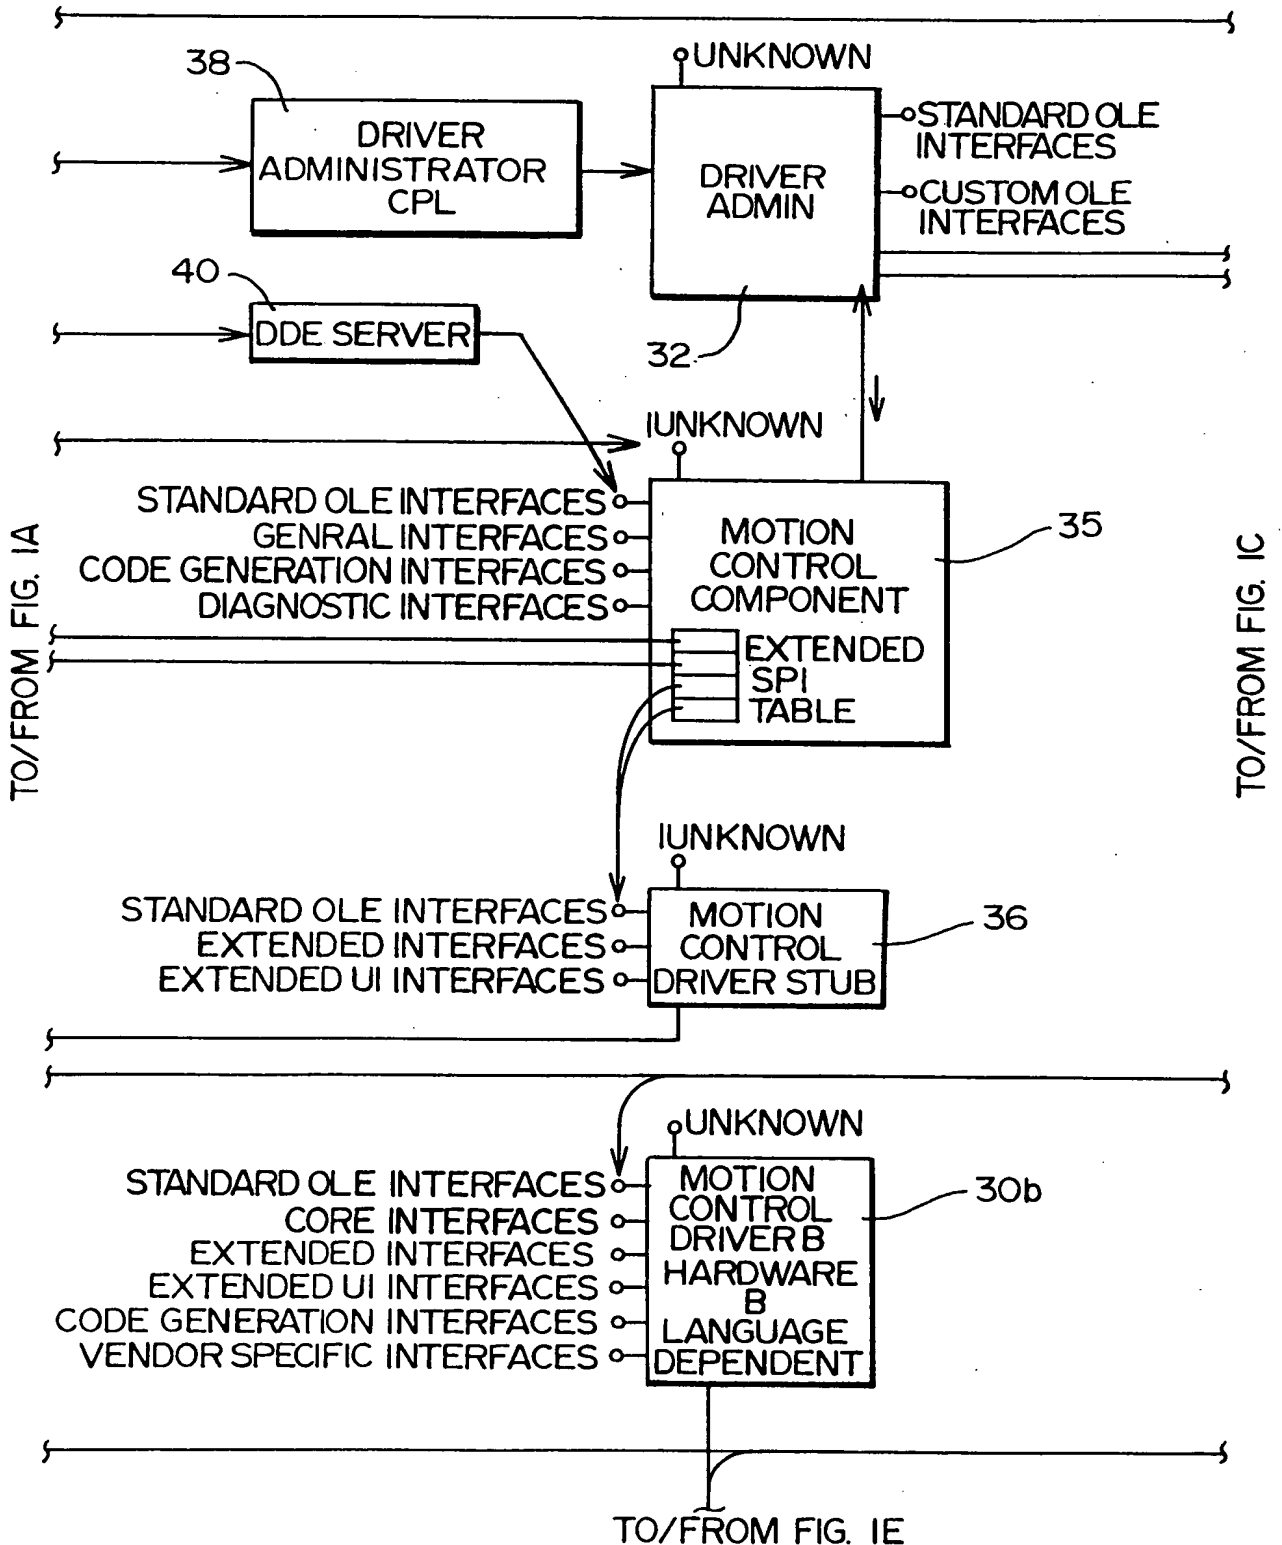 38
UNKNOWN
DRIVER
ADMINISTRATOR
CPL
DRIVER
ADMIN
STANDARD OLE
INTERFACES
CUSTOM OLE
INTERFACES
40
DDE SERVER
32
IUNKNOWN
STANDARD OLE INTERFACES
GENRAL INTERFACES
CODE GENERATION INTERFACES
DIAGNOSTIC INTERFACES
MOTION
CONTROL
COMPONENT
35
EXTENDED
SPI
TABLE
TO/FROM FIG. 1A
TO/FROM FIG. 1C
IUNKNOWN
STANDARD OLE INTERFACES
EXTENDED INTERFACES
EXTENDED UI INTERFACES
MOTION
CONTROL
DRIVER STUB
36
UNKNOWN
STANDARD OLE INTERFACES
CORE INTERFACES
EXTENDED INTERFACES
EXTENDED UI INTERFACES
CODE GENERATION INTERFACES
VENDOR SPECIFIC INTERFACES
MOTION
CONTROL
DRIVER B
HARDWARE
B
LANGUAGE
DEPENDENT
30b
TO/FROM FIG. 1E